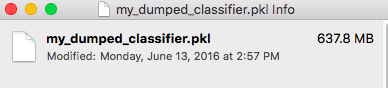 my_dumped_classifier.pkl Info
my_dumped_classifier.pkl 637.8 MB
Modified: Monday, June 13, 2016 at 2:57 PM